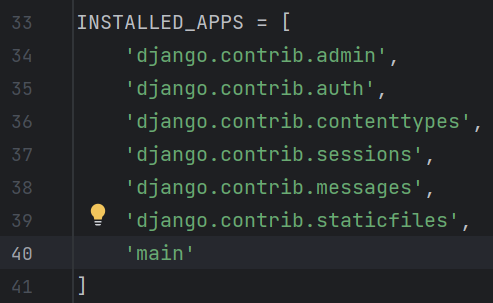 33 INSTALLED_APPS = [
34     'django.contrib.admin',
35     'django.contrib.auth',
36     'django.contrib.contenttypes',
37     'django.contrib.sessions',
38     'django.contrib.messages',
39     'django.contrib.staticfiles',
40     'main'
41 ]